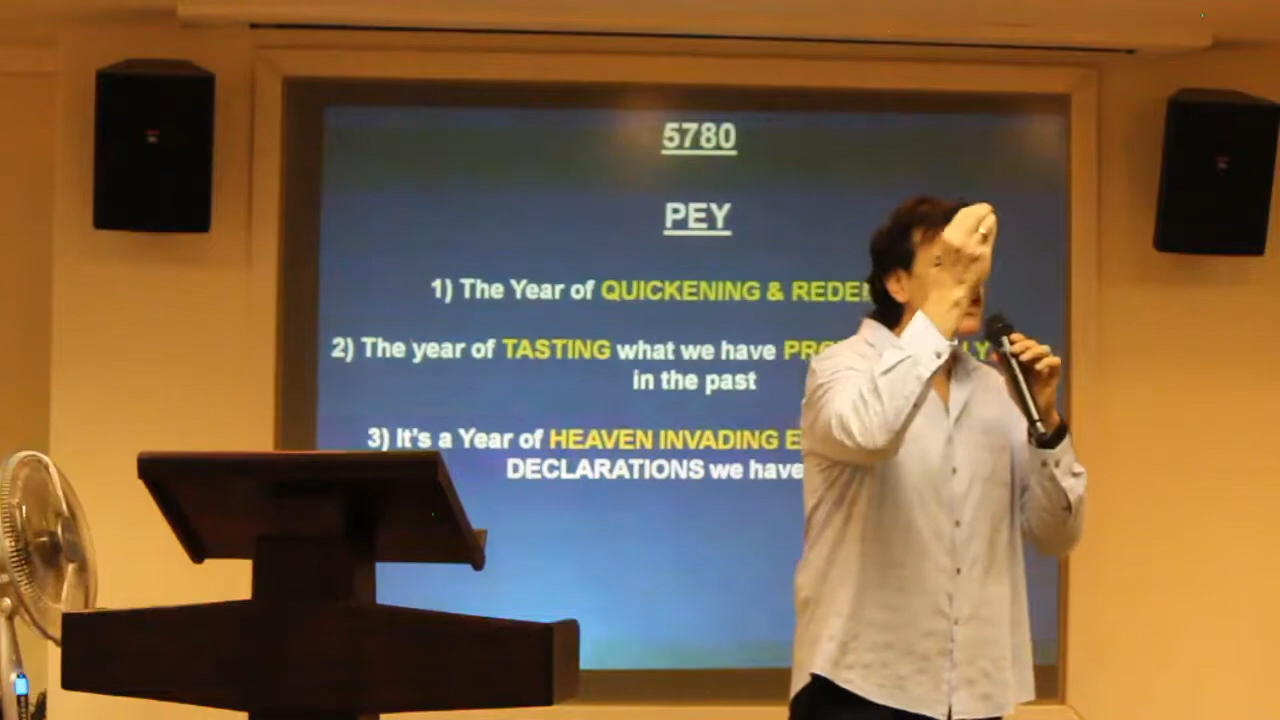 5780
PEY
1) The Year of QUICKENING & 
2) The year of TASTING what we have
in the past
3) It's a Year of HEAVEN INVADING
DECLARATIONS we have